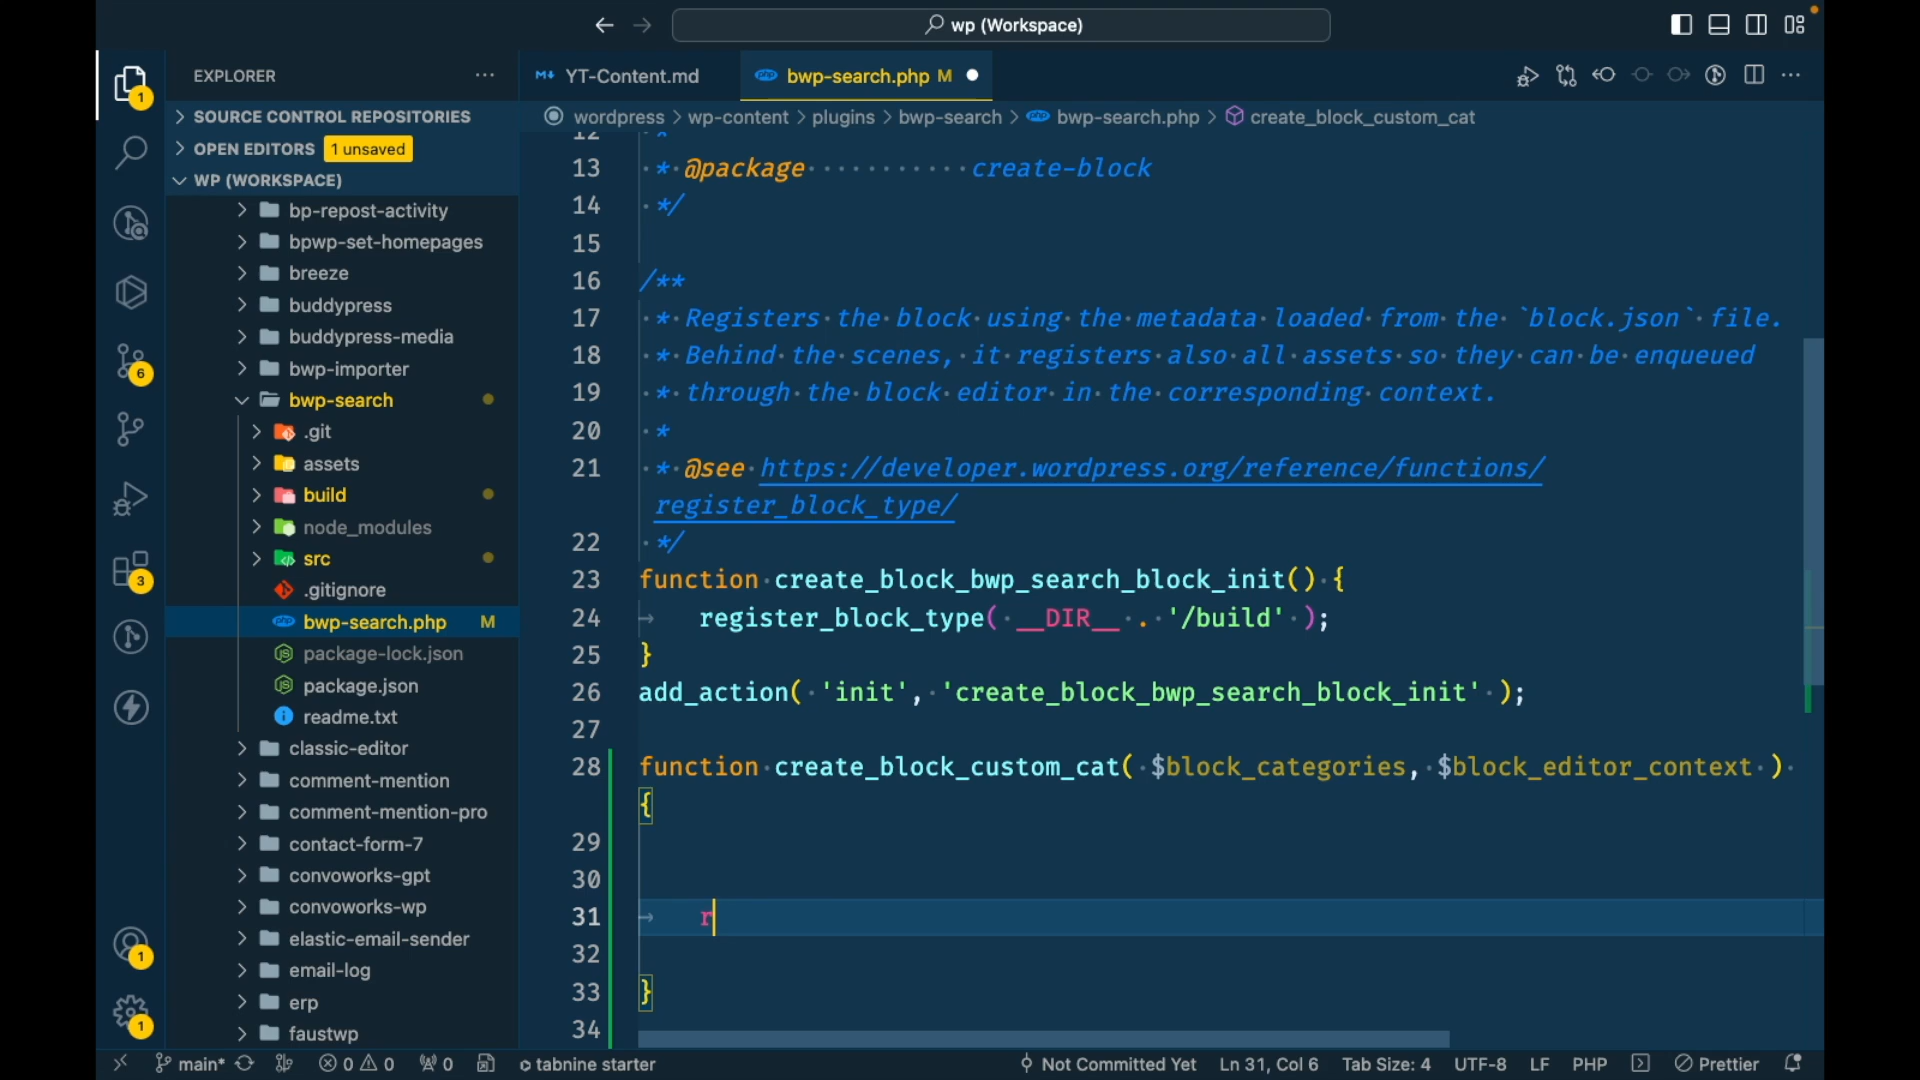 wp (Workspace)
EXPLORER
YT-Content.md
bwp-search.php M
1
SOURCE CONTROL REPOSITORIES
OPEN EDITORS 1 unsaved
WP (WORKSPACE)
wordpress > wp-content > plugins > bwp-search > bwp-search.php > create_block_custom_cat
bp-repost-activity
bpwp-set-homepages
breeze
buddypress
buddypress-media
bwp-importer
bwp-search
.git
assets
build
node_modules
src
.gitignore
bwp-search.php M
package-lock.json
package.json
readme.txt
classic-editor
comment-mention
comment-mention-pro
contact-form-7
convoworks-gpt
convoworks-wp
elastic-email-sender
email-log
erp
faustwp
6
3
1
1
12 *
13 * @package create-block
14 */
15
16 /**
17 * Registers the block using the metadata loaded from the `block.json` file.
18 * Behind the scenes, it registers also all assets so they can be enqueued
19 * through the block editor in the corresponding context.
20 *
21 * @see https://developer.wordpress.org/reference/functions/
register_block_type/
22 */
23 function create_block_bwp_search_block_init() {
24 register_block_type( __DIR__ . '/build' );
25 }
26 add_action( 'init', 'create_block_bwp_search_block_init' );
27
28 function create_block_custom_cat( $block_categories, $block_editor_context )
{
29
30
31 r
32
33 }
34
main* 0 0 0 tabnine starter Not Committed Yet Ln 31, Col 6 Tab Size: 4 UTF-8 LF PHP Prettier